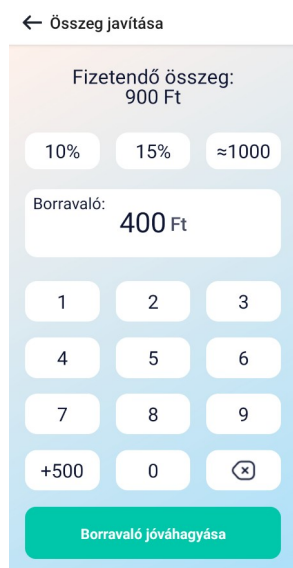 Összeg javítása
Fizetendő összeg:
900 Ft
10% 15% ≈1000
Borravaló:
400 Ft
1 2 3
4 5 6
7 8 9
+500 0
Borravaló jóváhagyása